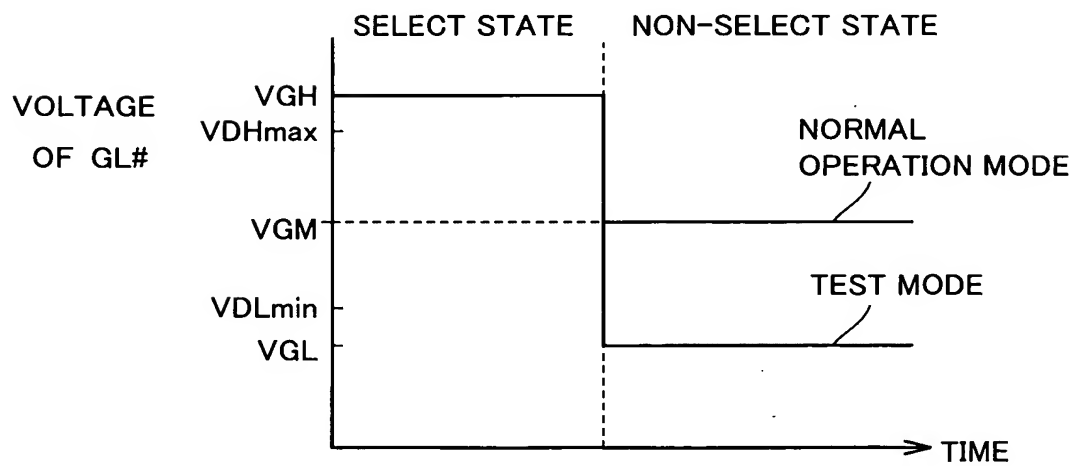 SELECT STATE
NON-SELECT STATE
VOLTAGE
OF GL#
VGH
VDHmax
NORMAL
OPERATION MODE
VGM
VDLmin
TEST MODE
VGL
TIME